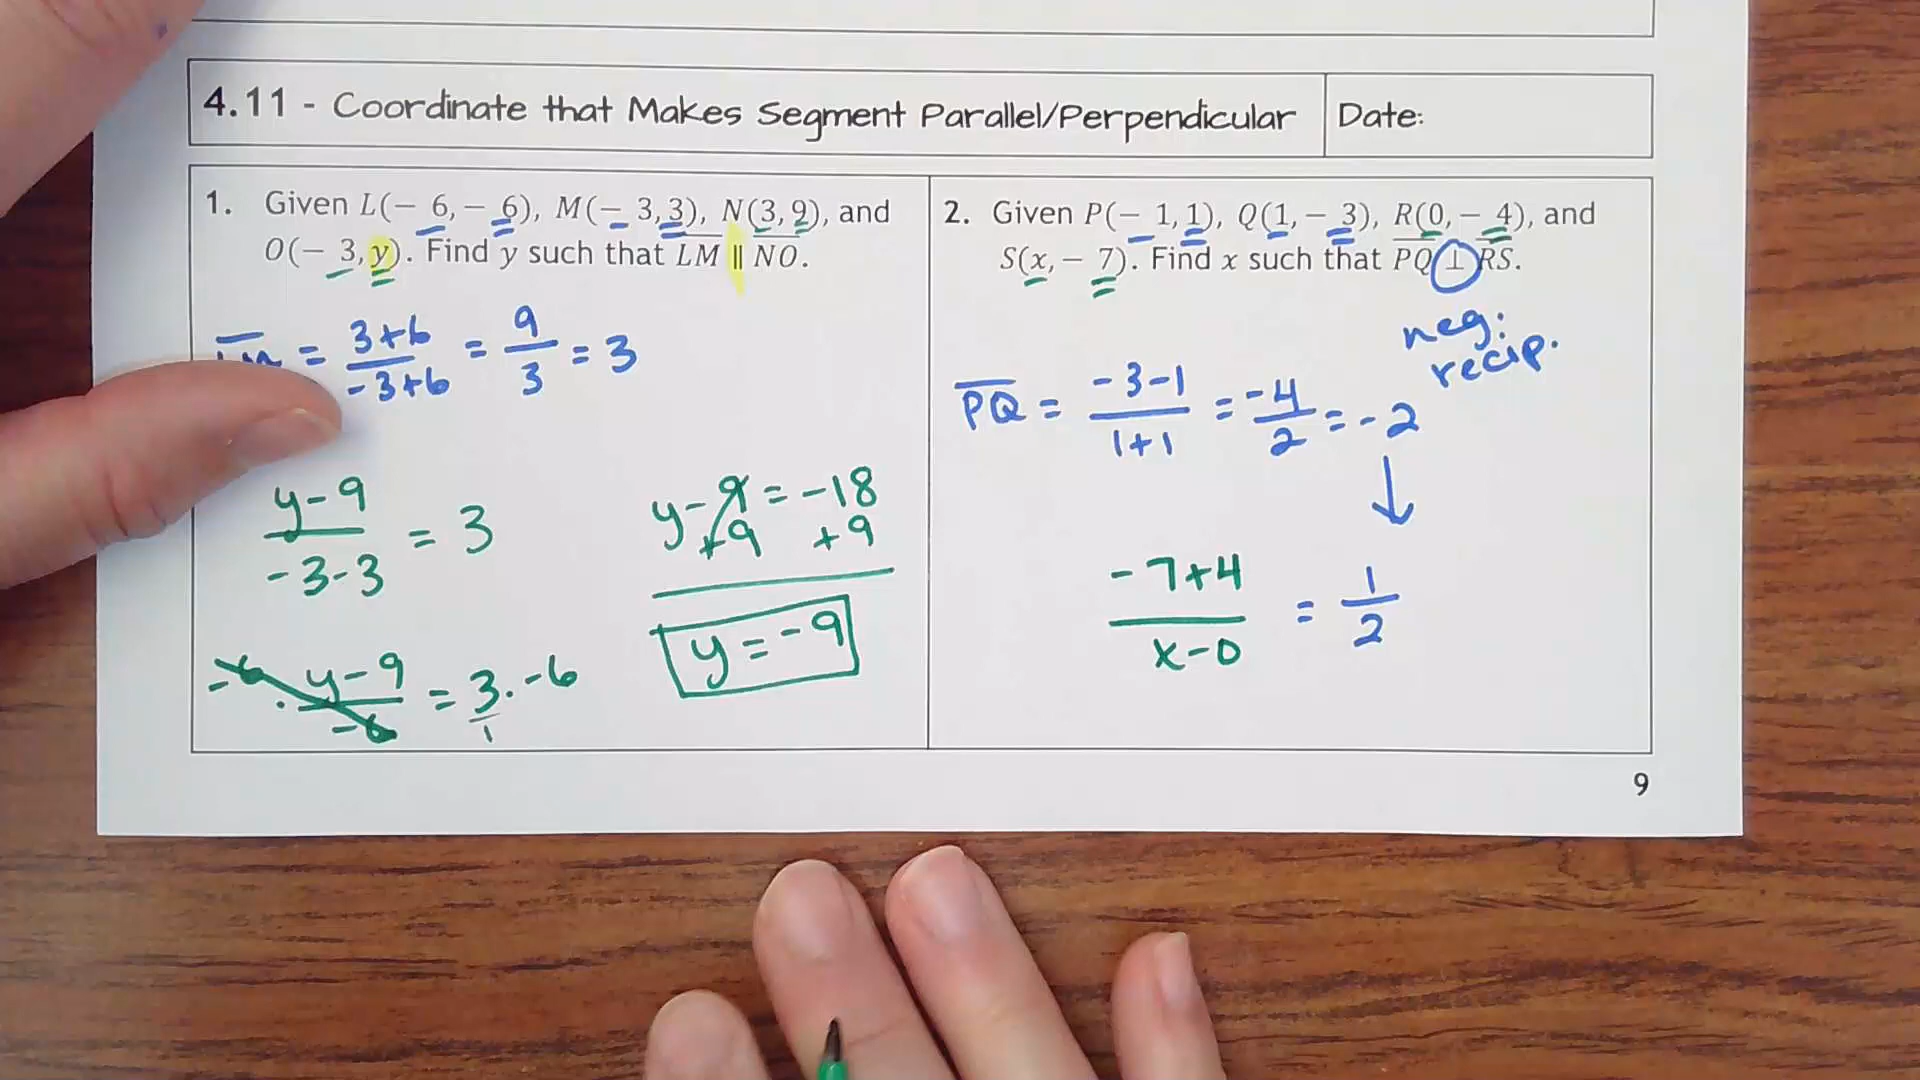 4.11 - Coordinate that Makes Segment Parallel/Perpendicular
Date:
1. Given L(− 6,− 6), M(− 3,3), N(3,9), and
O(− 3,y). Find y such that LM ∥ NO.
= 3+6/-3+6 = 9/3 = 3
y-9/-3-3 = 3
-6 · y-9/-6 = 3/1 · -6
y-9 = -18
+9 +9
y = -9
2. Given P(− 1,1), Q(1,− 3), R(0,− 4), and
S(x,− 7). Find x such that PQ ⊥ RS.
neg.
recip.
PQ = -3-1/1+1 = -4/2 = -2
-7+4/x-0 = 1/2
9